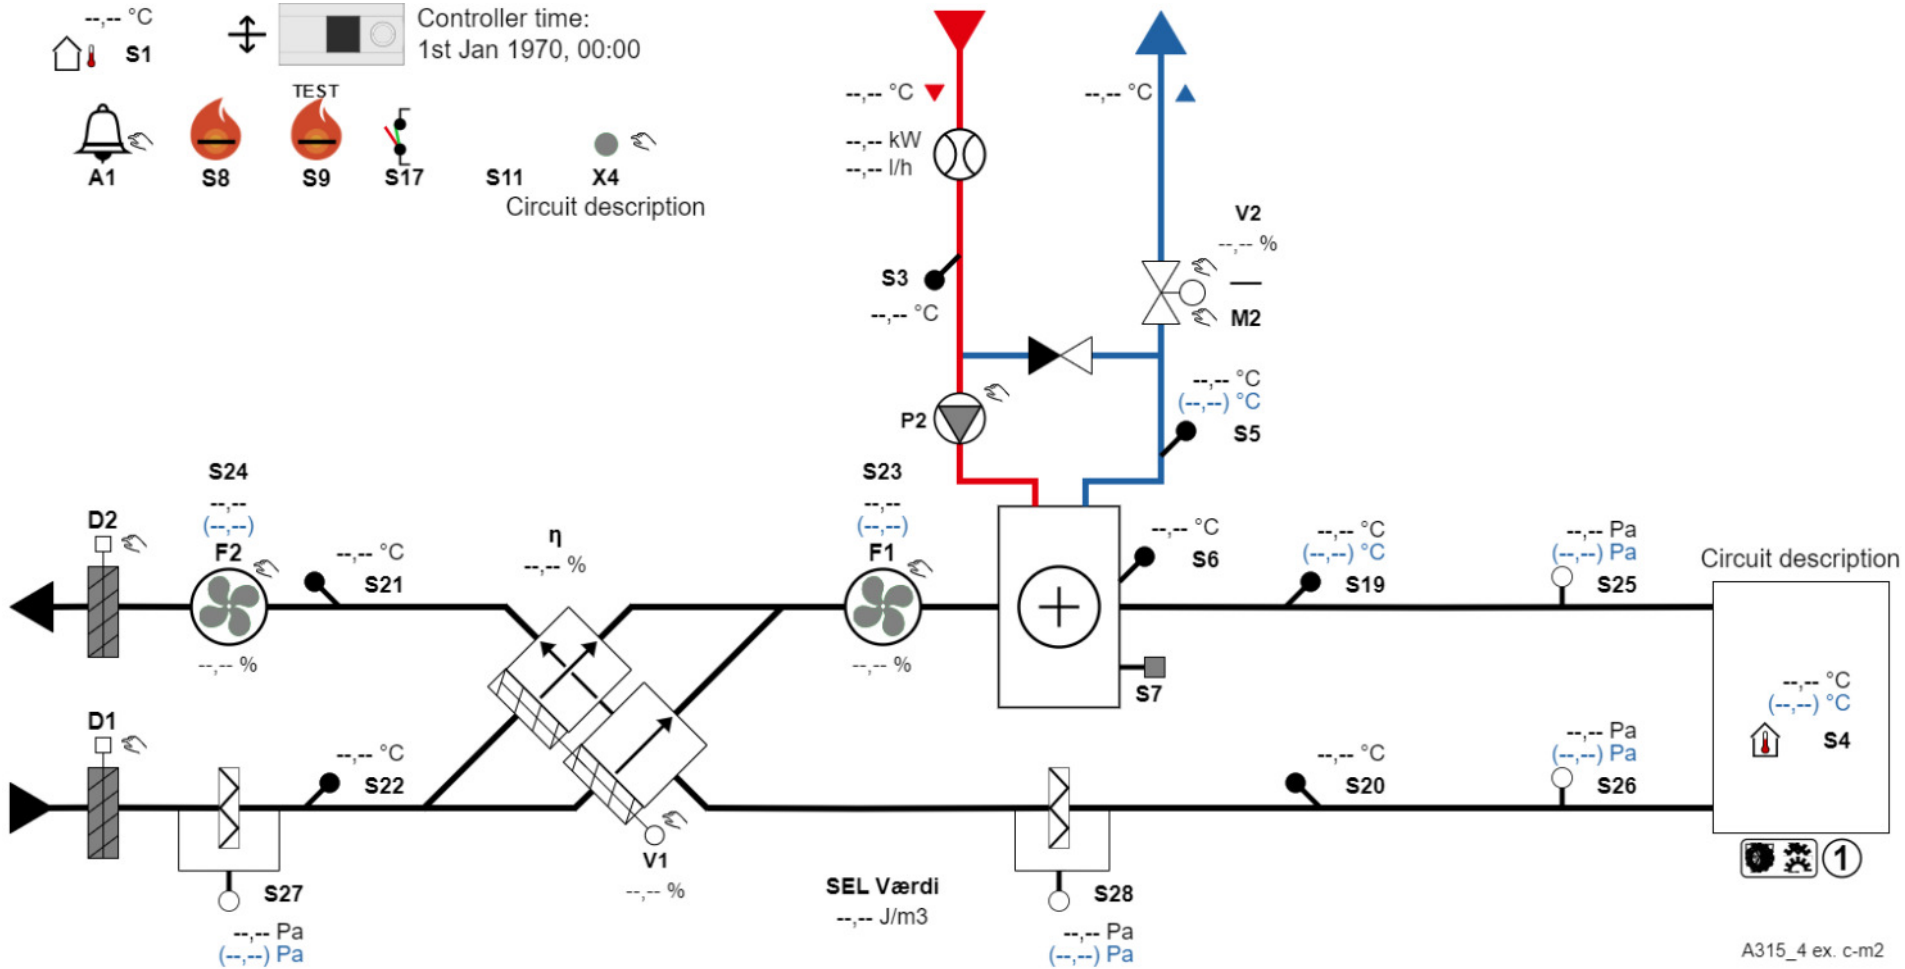 --,-- °C
S1
Controller time:
1st Jan 1970, 00:00
TEST
A1
S8
S9
S17
S11
X4
Circuit description
--,-- °C
--,-- kW
--,-- l/h
--,-- °C
V2
--,-- %
M2
S3
--,-- °C
--,-- °C
(--,--) °C
S5
P2
S24
--,--
(--,--)
F2
--,-- %
D2
--,-- °C
S21
η
--,-- %
S23
--,--
(--,--)
F1
--,-- %
--,-- °C
S6
S7
--,-- °C
(--,--) °C
S19
--,-- Pa
(--,--) Pa
S25
Circuit description
--,-- °C
(--,--) °C
S4
D1
--,-- °C
S22
V1
--,-- %
--,-- °C
S20
--,-- Pa
(--,--) Pa
S26
1
S27
--,-- Pa
(--,--) Pa
SEL Værdi
--,-- J/m3
S28
--,-- Pa
(--,--) Pa
A315_4 ex. c-m2